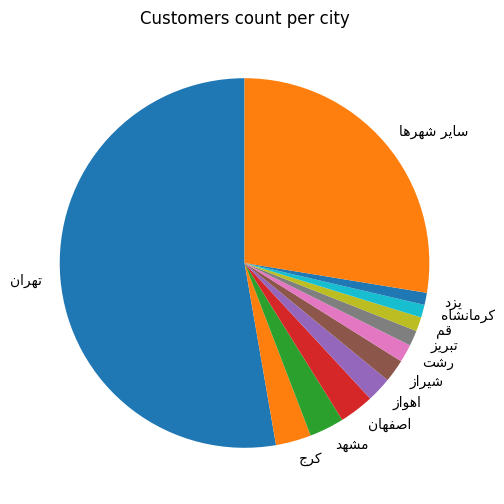 Customers count per city
سایر شهرها
تهران
یزد
کرمانشاه
قم
تبریز
رشت
شیراز
اهواز
اصفهان
مشهد
کرج